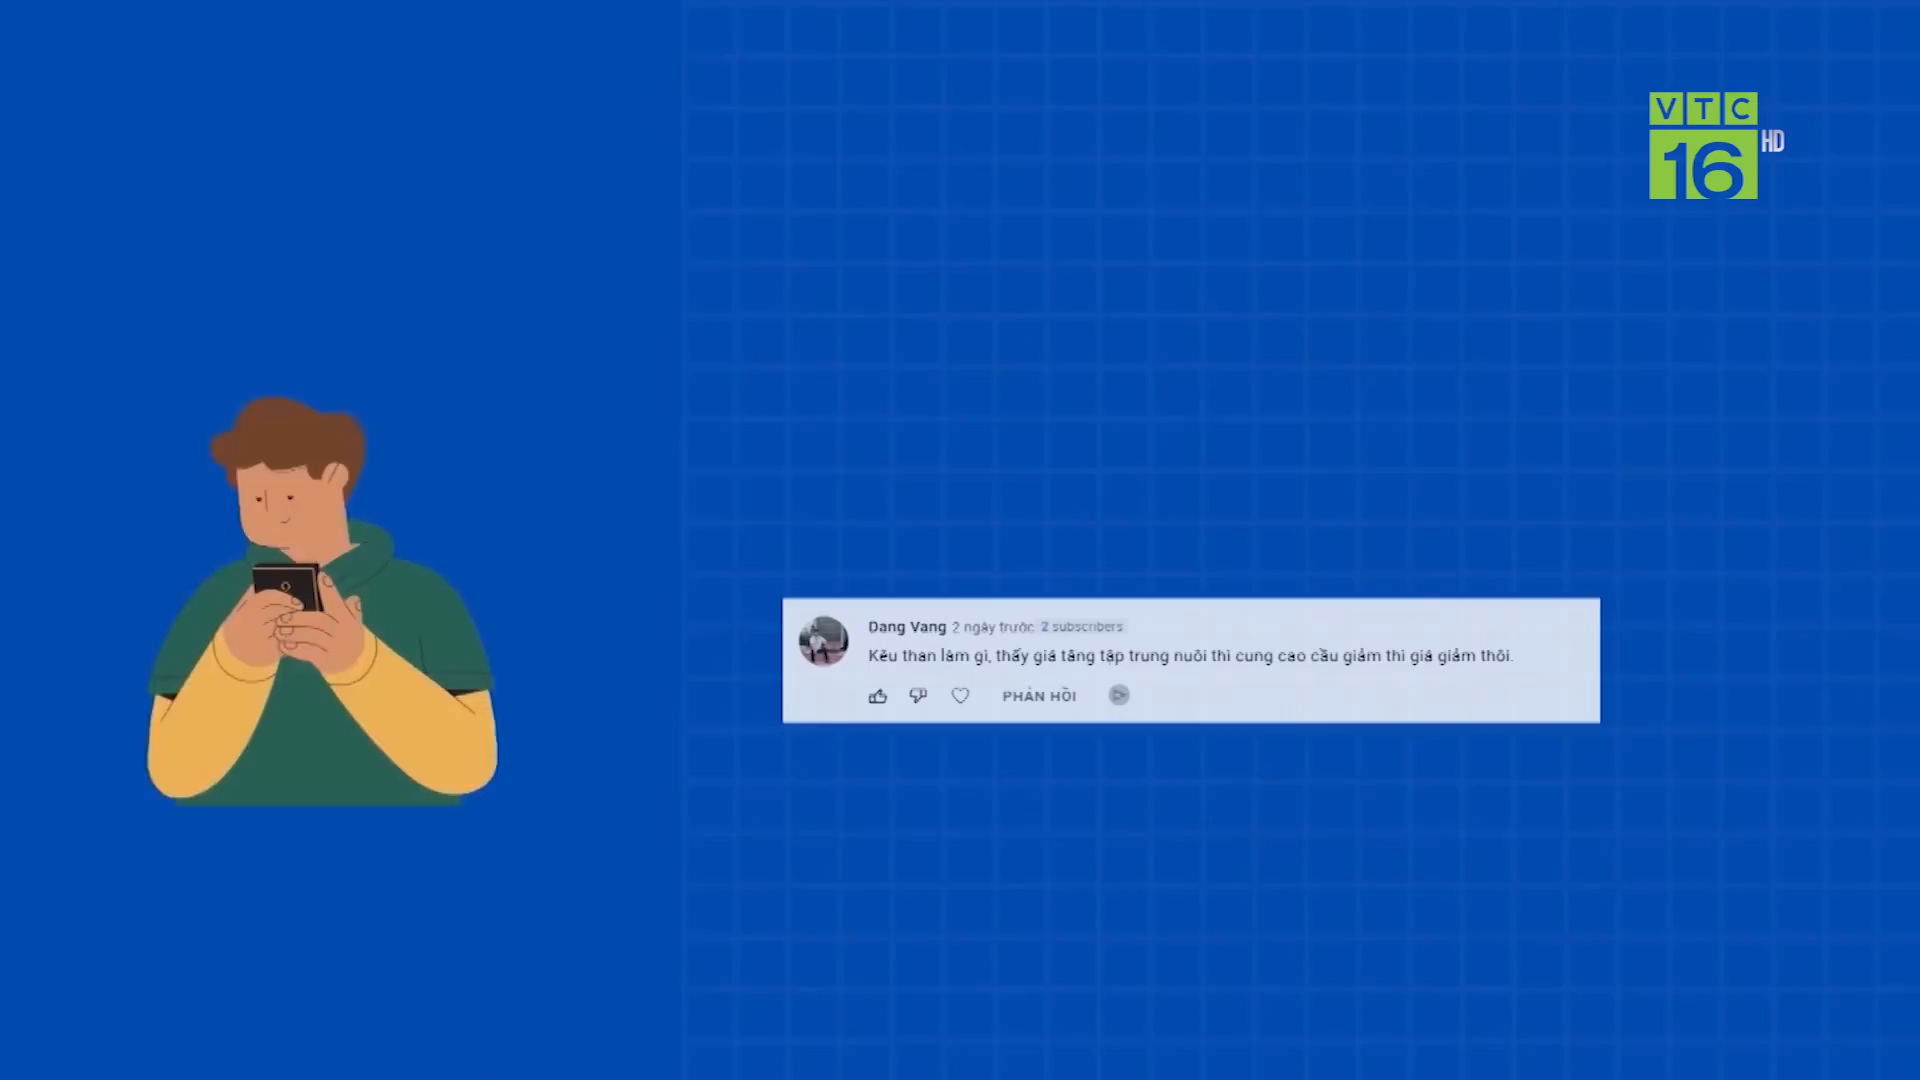 VTC
16 HD
Dang Vang 2 ngày trước 2 subscribers
Kêu than làm gì, thấy giá tăng tập trung nuôi thì cung cao cầu giảm thì giá giảm thôi.
PHẢN HỒI